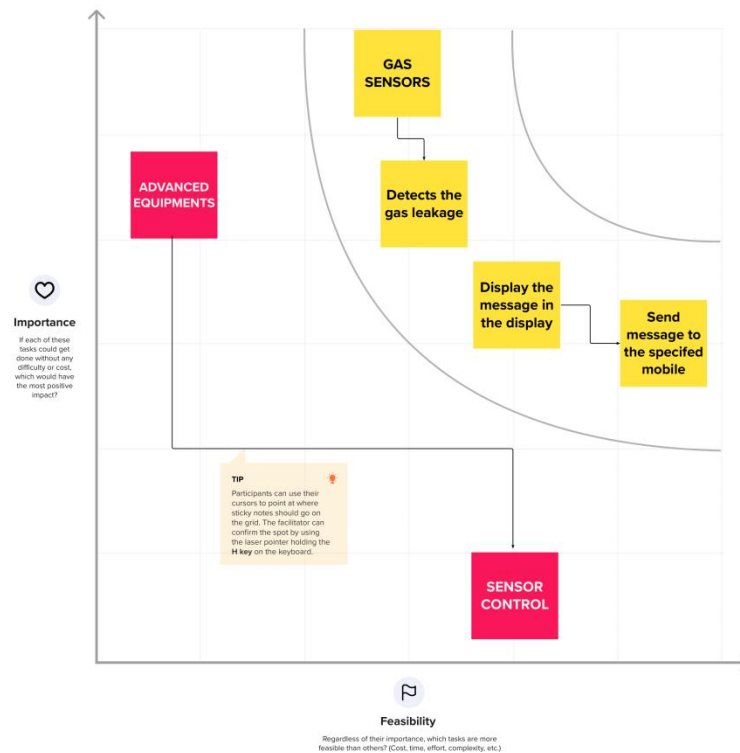 GAS
SENSORS
ADVANCED
EQUIPMENTS
Detects the
gas leakage
Display the
message in
the display
Send
message to
the specifed
mobile
Importance
If each of these
tasks could get
done without any
difficulty or cost,
which would have
the most positive
impact?
TIP
Participants can use their
cursors to point at where
sticky notes should go on
the grid. The facilitator can
confirm the spot by using
the laser pointer holding the
H key on the keyboard.
SENSOR
CONTROL
Feasibility
Regardless of their importance, which tasks are more
feasible than others? (Cost, time, effort, complexity, etc.)